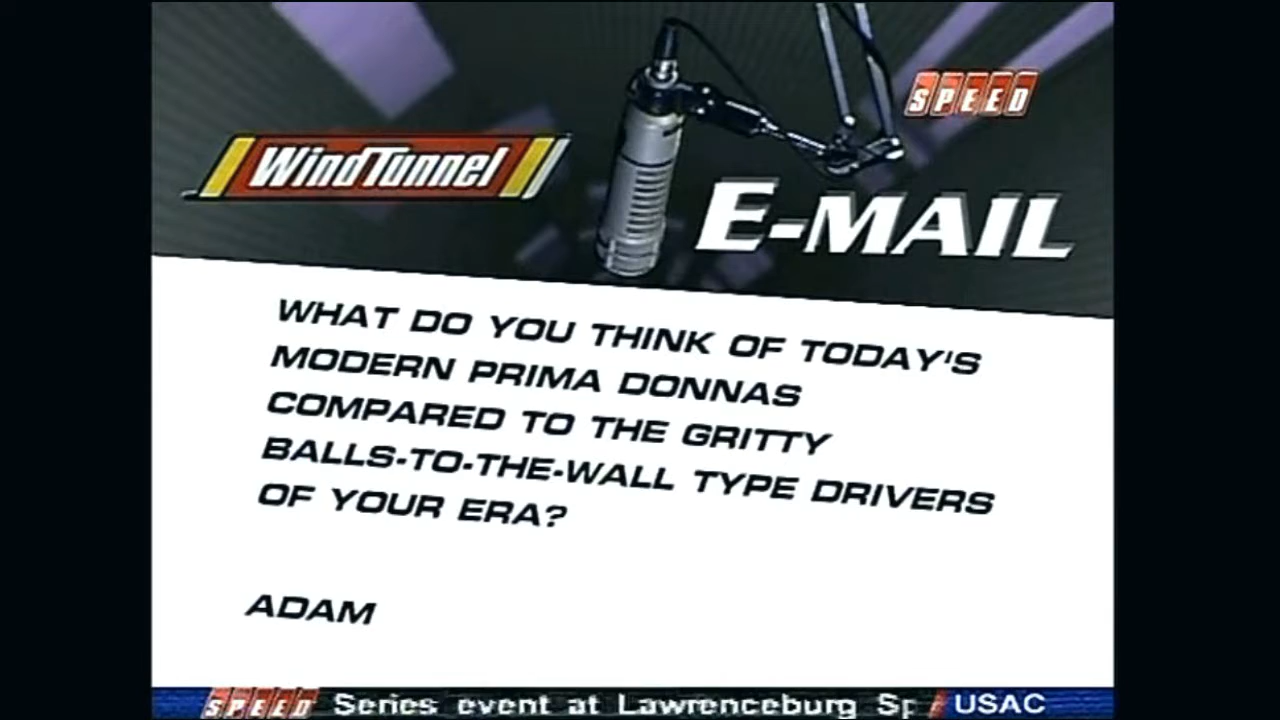 SPEED
WindTunnel
E-MAIL
WHAT DO YOU THINK OF TODAY'S
MODERN PRIMA DONNAS
COMPARED TO THE GRITTY
BALLS-TO-THE-WALL TYPE DRIVERS
OF YOUR ERA?
ADAM
SPEED Series event at Lawrenceburg Sp USAC